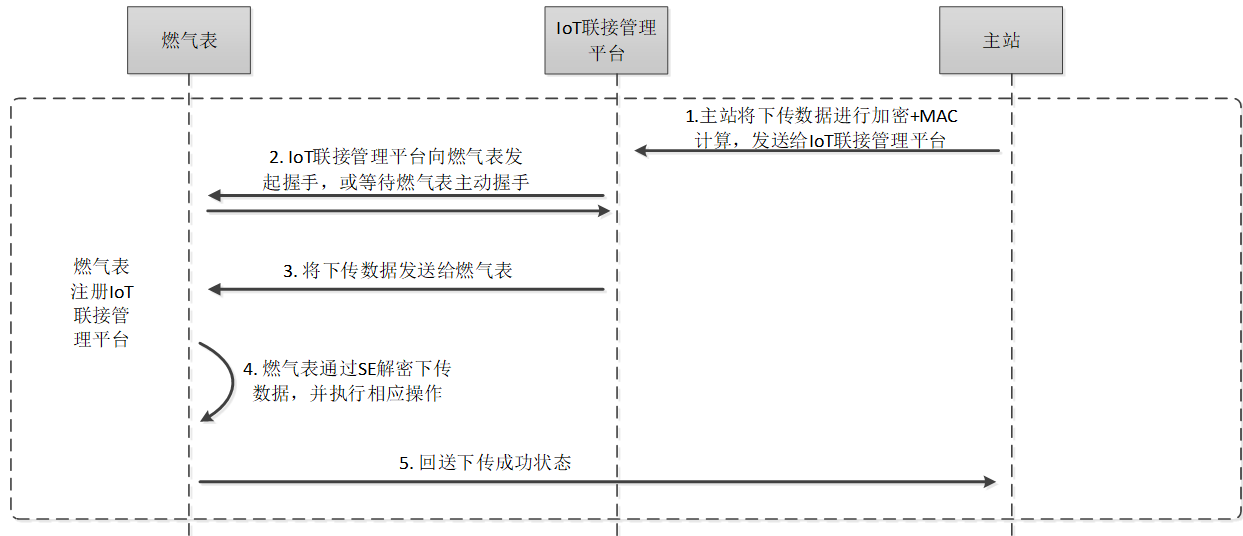 燃气表
IoT联接管理
平台
主站
1.主站将下传数据进行加密+MAC
计算，发送给IoT联接管理平台
2. IoT联接管理平台向燃气表发
起握手，或等待燃气表主动握手
3. 将下传数据发送给燃气表
燃气表
注册IoT
联接管
理平台
4. 燃气表通过SE解密下传
数据，并执行相应操作
5. 回送下传成功状态